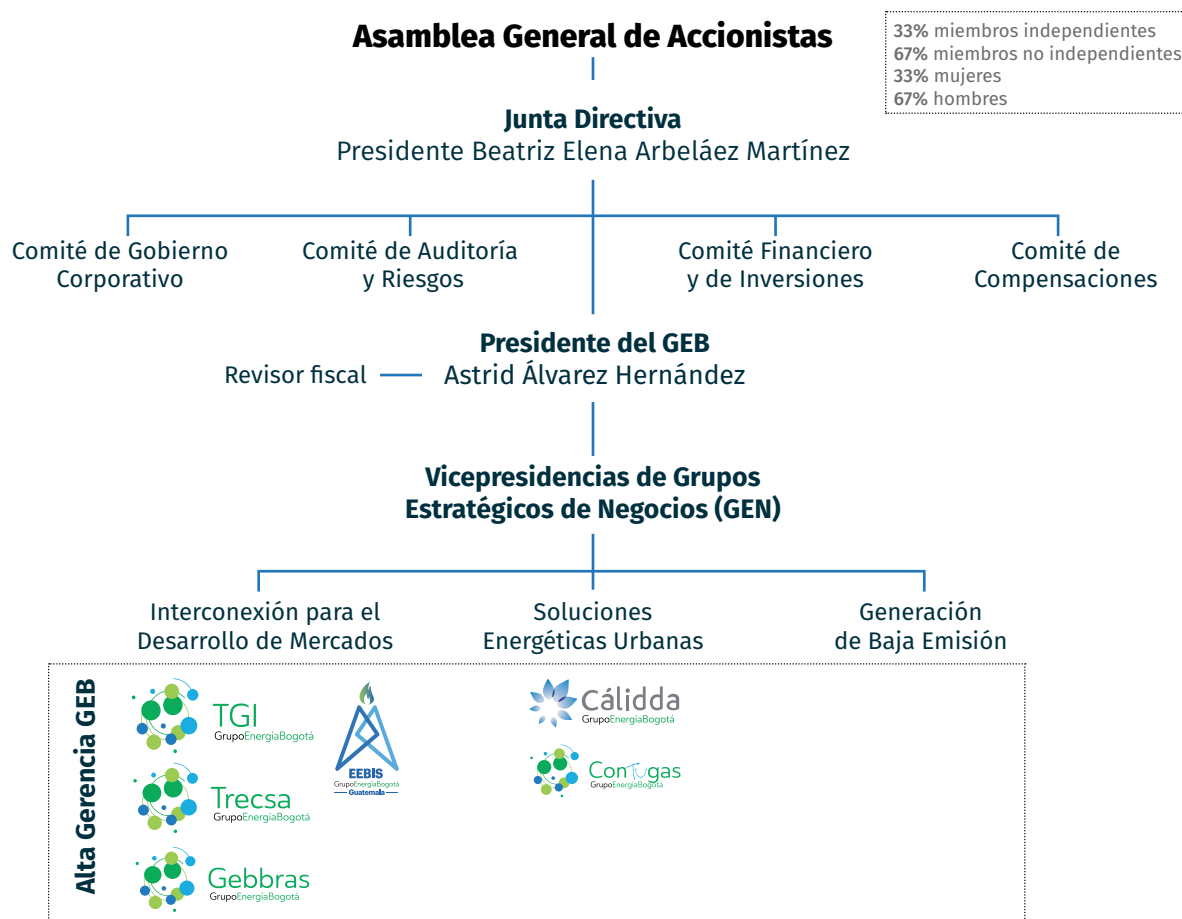 Asamblea General de Accionistas
33% miembros independientes
67% miembros no independientes
33% mujeres
67% hombres
Junta Directiva
Presidente Beatriz Elena Arbeláez Martínez
Comité de Gobierno
Corporativo
Comité de Auditoría
y Riesgos
Comité Financiero
y de Inversiones
Comité de
Compensaciones
Presidente del GEB
Revisor fiscal
Astrid Álvarez Hernández
Vicepresidencias de Grupos
Estratégicos de Negocios (GEN)
Interconexión para el
Desarrollo de Mercados
Soluciones
Energéticas Urbanas
Generación
de Baja Emisión
Alta Gerencia GEB
TGI
GrupoEnergíaBogotá
EEBIS
GrupoEnergíaBogotá
Guatemala
Cálidda
GrupoEnergíaBogotá
Trecsa
GrupoEnergíaBogotá
ConTugas
GrupoEnergíaBogotá
Gebbras
GrupoEnergíaBogotá